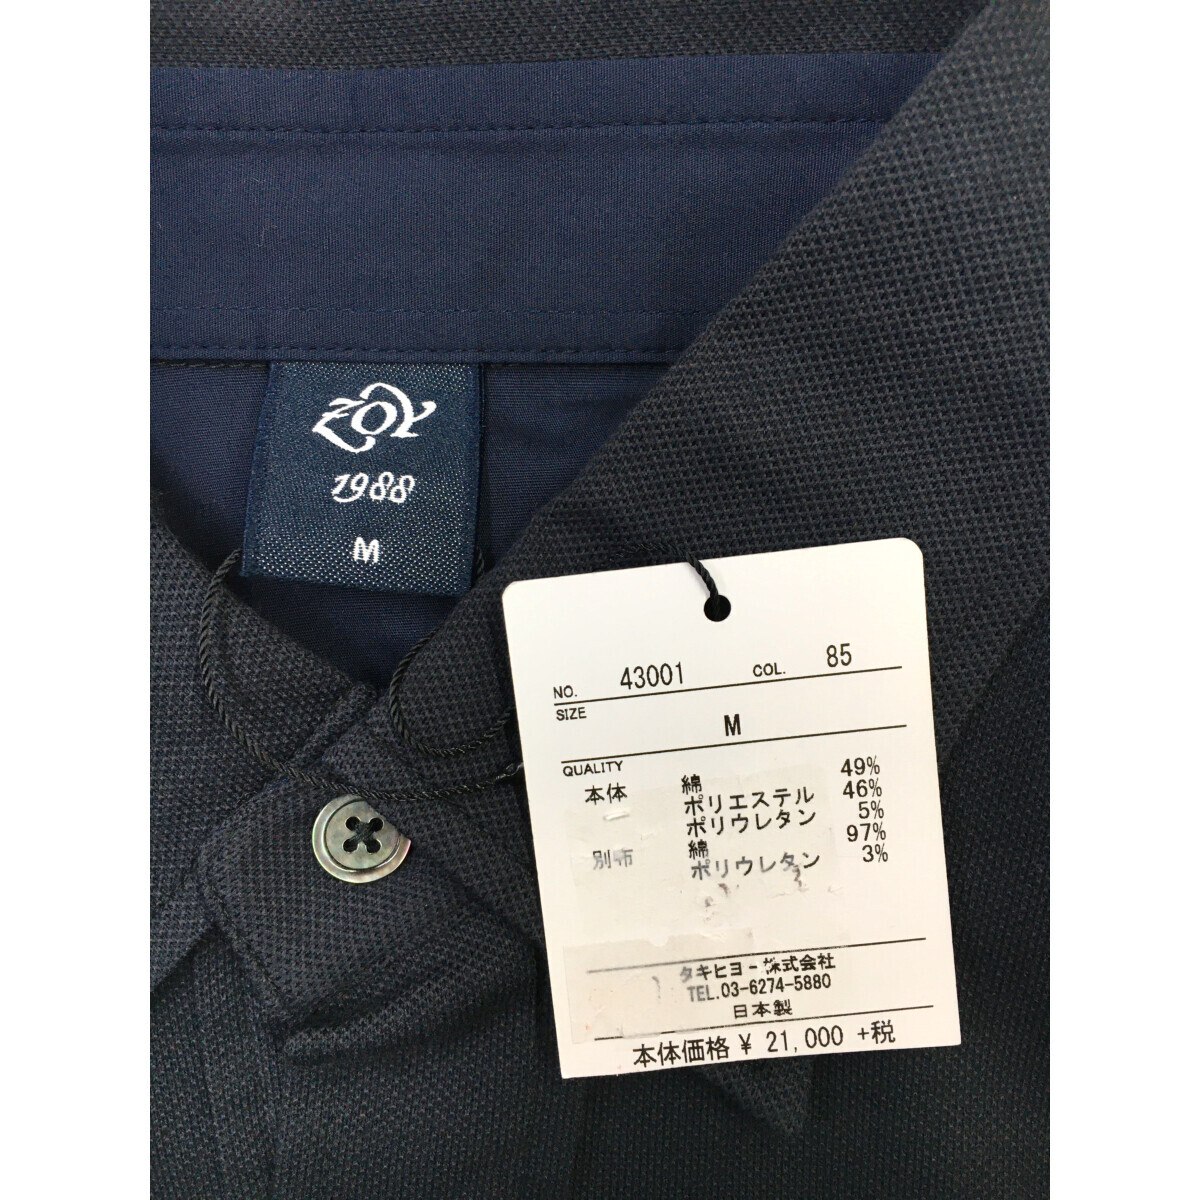 ZOY
1988
M
NO. 43001 COL. 85
SIZE
M
QUALITY
本体 綿 49%
ポリエステル 46%
ポリウレタン 5%
別布 綿 97%
ポリウレタン 3%
タキヒヨー株式会社
TEL.03-6274-5880
日本製
本体価格 ¥ 21,000 +税